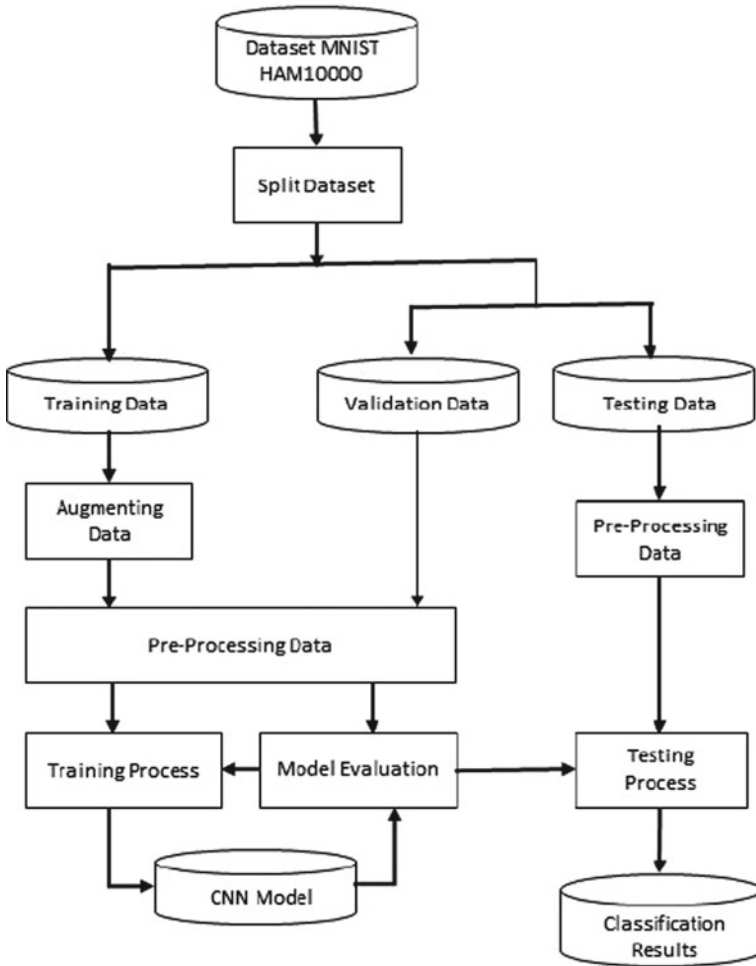 Dataset MNIST
HAM10000
Split Dataset
Training Data
Validation Data
Testing Data
Augmenting
Data
Pre-Processing
Data
Pre-Processing Data
Training Process
Model Evaluation
Testing
Process
CNN Model
Classification
Results